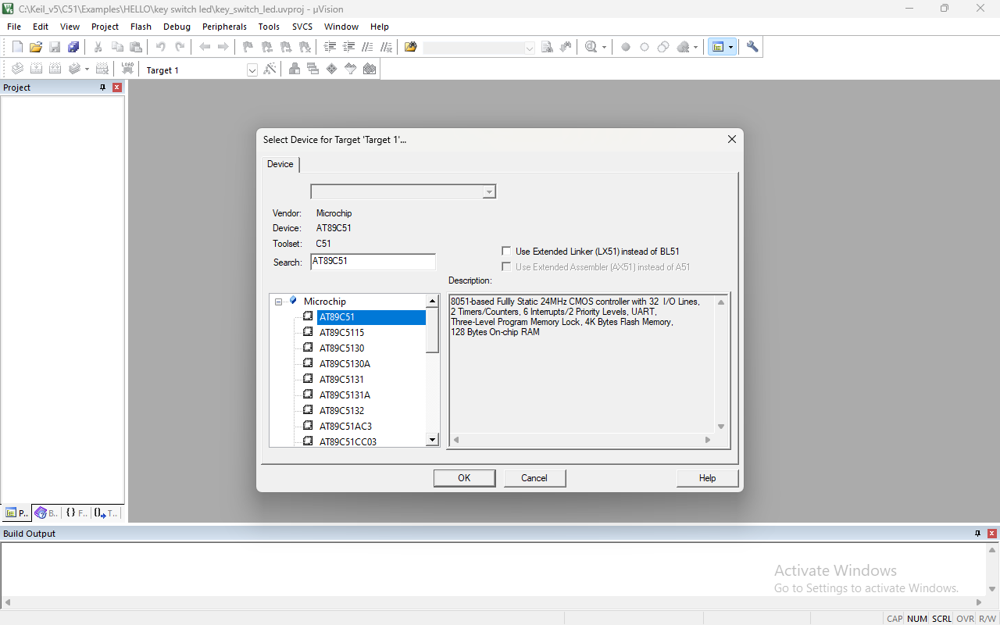 C:\Keil_v5\C51\Examples\HELLO\key switch led\key_switch_led.uvproj - µVision
File Edit View Project Flash Debug Peripherals Tools SVCS Window Help
LOAD
Target 1
Project
Select Device for Target 'Target 1'...
Device
Vendor: Microchip
Device: AT89C51
Toolset: C51
Search: AT89C51
Use Extended Linker (LX51) instead of BL51
Use Extended Assembler (AX51) instead of A51
Description:
Microchip
AT89C51
AT89C5115
AT89C5130
AT89C5130A
AT89C5131
AT89C5131A
AT89C5132
AT89C51AC3
AT89C51CC03
8051-based Fullly Static 24MHz CMOS controller with 32 I/O Lines,
2 Timers/Counters, 6 Interrupts/2 Priority Levels, UART,
Three-Level Program Memory Lock, 4K Bytes Flash Memory,
128 Bytes On-chip RAM
OK Cancel Help
P.. B.. {} F.. {} T..
Build Output
Activate Windows
Go to Settings to activate Windows.
CAP NUM SCRL OVR R/W